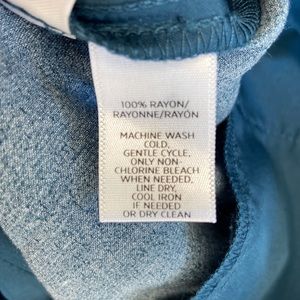 100% RAYON/
RAYONNE/RAYÓN
MACHINE WASH
COLD,
GENTLE CYCLE,
ONLY NON-
CHLORINE BLEACH
WHEN NEEDED,
LINE DRY,
COOL IRON
IF NEEDED
OR DRY CLEAN